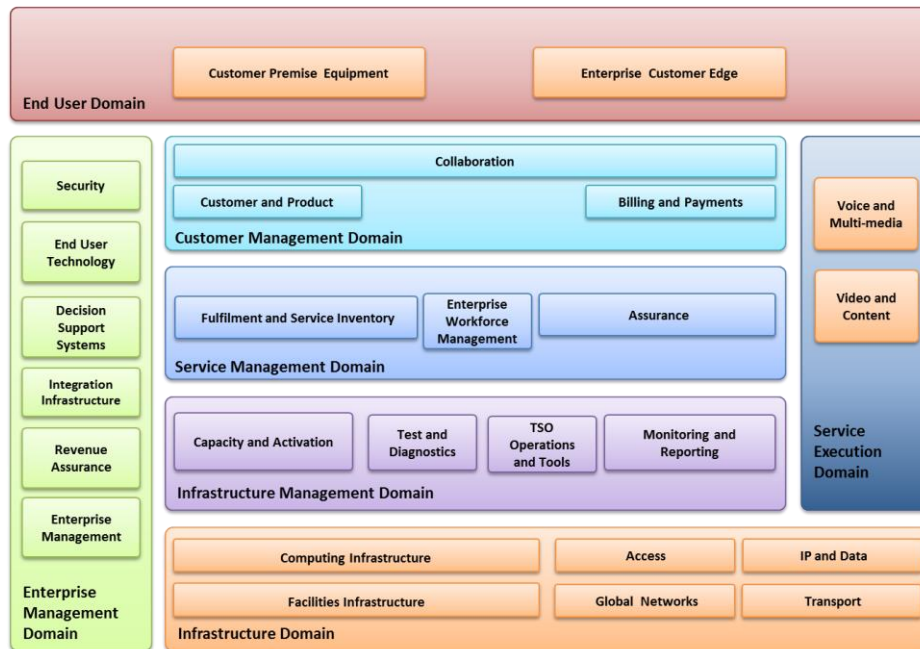 Customer Premise Equipment
Enterprise Customer Edge
End User Domain
Security
End User
Technology
Decision
Support
Systems
Integration
Infrastructure
Revenue
Assurance
Enterprise
Management
Enterprise
Management
Domain
Collaboration
Customer and Product
Billing and Payments
Customer Management Domain
Fulfilment and Service Inventory
Enterprise
Workforce
Management
Assurance
Service Management Domain
Capacity and Activation
Test and
Diagnostics
TSO
Operations
and Tools
Monitoring and
Reporting
Infrastructure Management Domain
Voice and
Multi-media
Video and
Content
Service
Execution
Domain
Computing Infrastructure
Access
IP and Data
Facilities Infrastructure
Global Networks
Transport
Infrastructure Domain